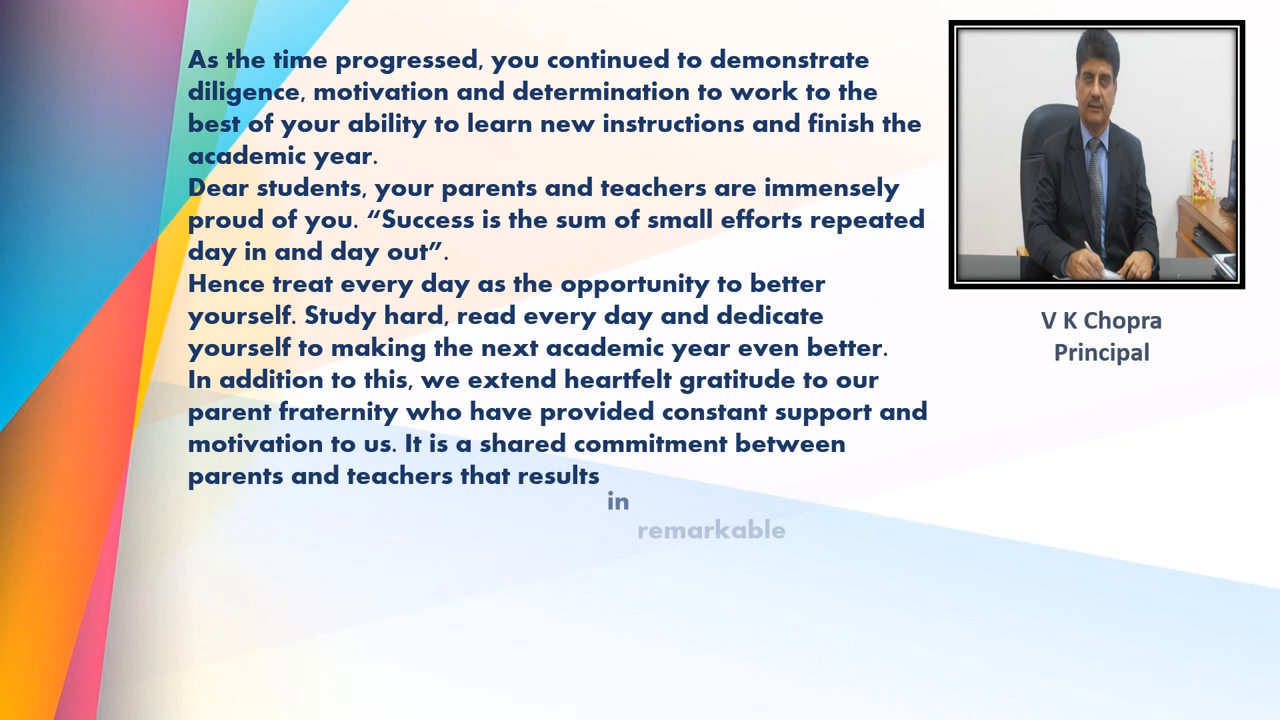 As the time progressed, you continued to demonstrate
diligence, motivation and determination to work to the
best of your ability to learn new instructions and finish the
academic year.
Dear students, your parents and teachers are immensely
proud of you. “Success is the sum of small efforts repeated
day in and day out”.
Hence treat every day as the opportunity to better
yourself. Study hard, read every day and dedicate
yourself to making the next academic year even better.
In addition to this, we extend heartfelt gratitude to our
parent fraternity who have provided constant support and
motivation to us. It is a shared commitment between
parents and teachers that results
in
remarkable
V K Chopra
Principal